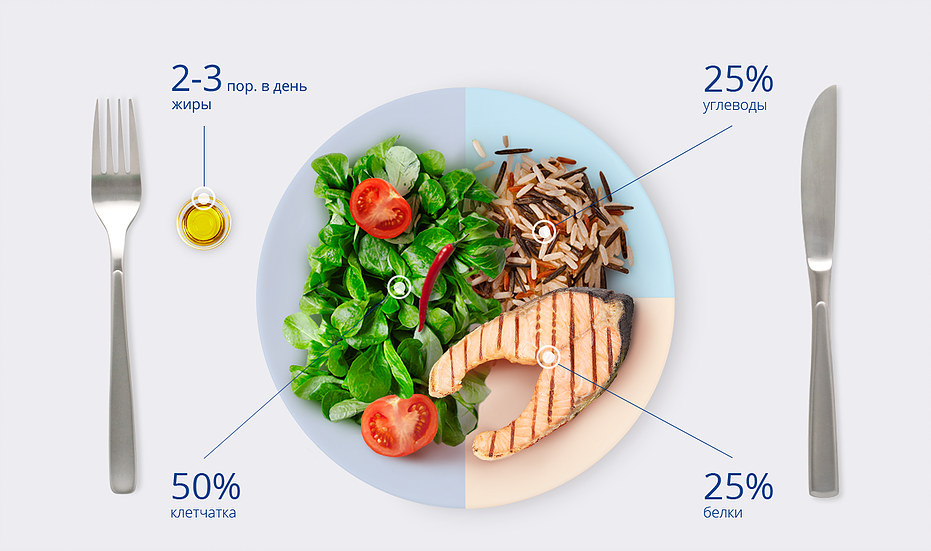 2-3 пор. в день
жиры
25%
углеводы
50%
клетчатка
25%
белки